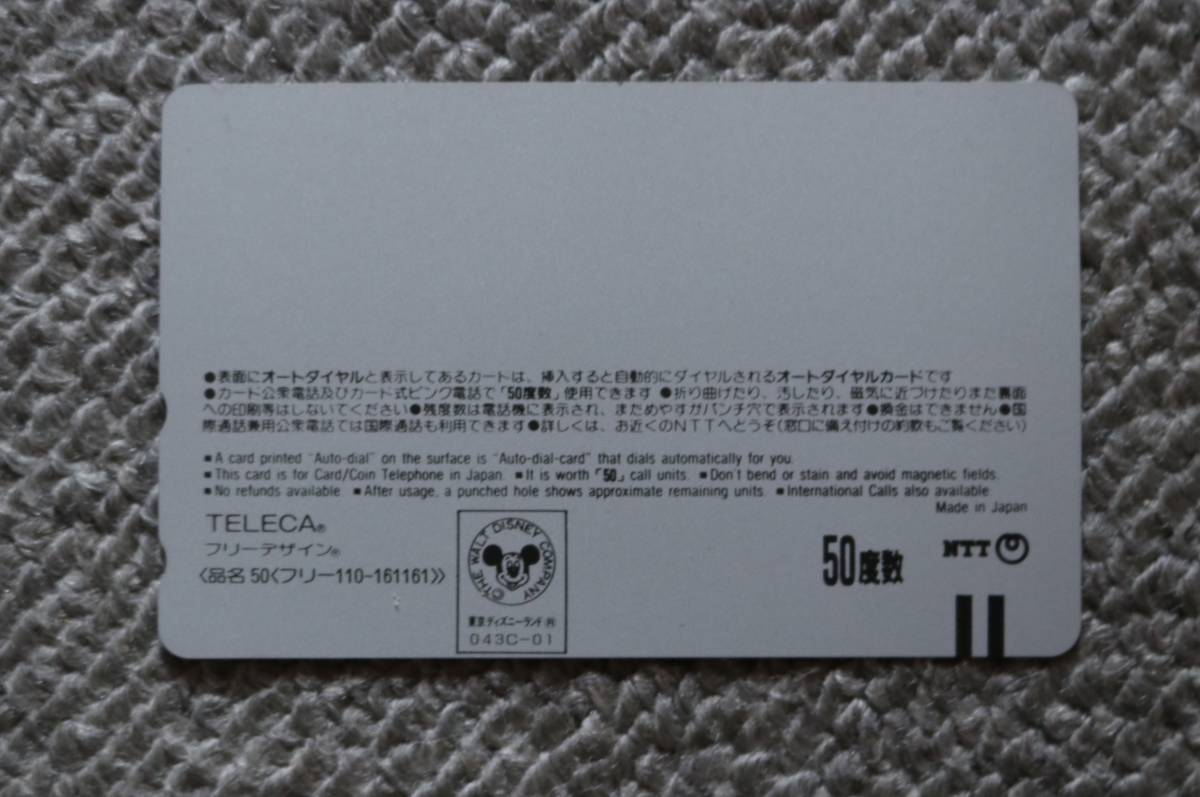 ●表面にオートダイヤルと表示してあるカードは、挿入すると自動的にダイヤルされるオートダイヤルカードです
●カード公衆電話及びカード式ピンク電話で「50度数」使用できます ●折り曲げたり、汚したり、磁気に近づけたりまた裏面
への印刷等はしないでください●残度数は電話機に表示され、まためやすがパンチ穴で表示されます●換金はできません●国
際通話兼用公衆電話では国際通話も利用できます●詳しくは、お近くのNTTへどうぞ(窓口に備え付けの約款もご覧ください)
■A card printed "Auto-dial" on the surface is "Auto-dial-card" that dials automatically for you.
■This card is for Card/Coin Telephone in Japan. ■It is worth「50」call units. ■Don't bend or stain and avoid magnetic fields.
■No refunds available. ■After usage, a punched hole shows approximate remaining units. ■International Calls also available.
Made in Japan
TELECA®
フリーデザイン®
〈品名 50〈フリー110-161161〉〉
©THE WALT DISNEY COMPANY
東京ディズニーランド㈵
043C-01
50度数
NTT